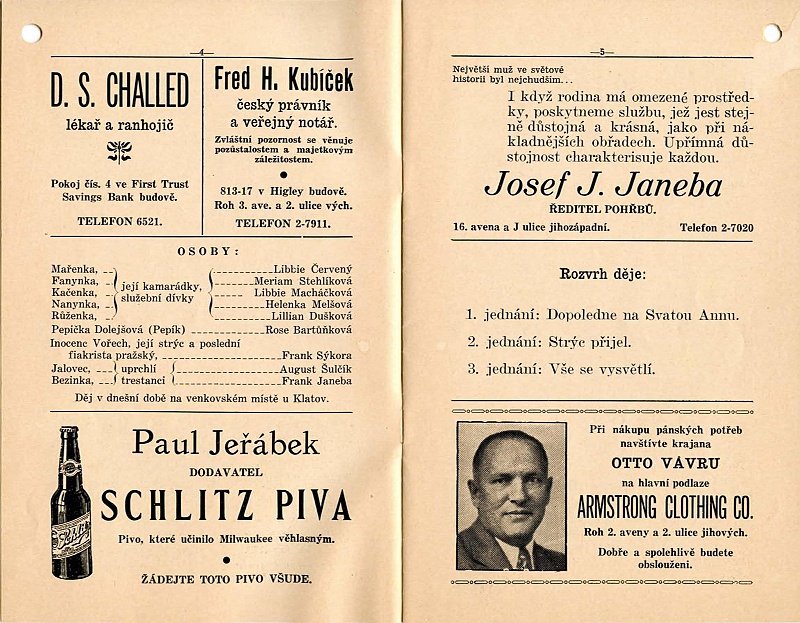 —4—
D. S. CHALLED
lékař a ranhojič
Pokoj čís. 4 ve First Trust
Savings Bank budově.
TELEFON 6521.
Fred H. Kubíček
český právník
a veřejný notář.
Zvláštní pozornost se věnuje
pozůstalostem a majetkovým
záležitostem.
813-17 v Higley budově.
Roh 3. ave. a 2. ulice vých.
TELEFON 2-7911.
OSOBY:
Mařenka, Libbie Červený
Fanynka, Meriam Stehlíková
Kačenka, Libbie Macháčková
Nanynka, Helenka Melšová
Růženka, Lillian Dušková
její kamarádky,
služební dívky
Pepička Dolejšová (Pepík) Rose Bartůňková
Inocenc Vořech, její strýc a poslední
fiakrista pražský, Frank Sýkora
Jalovec, uprchlí August Šulčík
Bezinka, trestanci Frank Janeba
Děj v dnešní době na venkovském místě u Klatov.
Paul Jeřábek
DODAVATEL
SCHLITZ PIVA
Pivo, které učinilo Milwaukee věhlasným.
ŽÁDEJTE TOTO PIVO VŠUDE.
Schlitz
—5—
Největší muž ve světové
historii byl nejchudším...
I když rodina má omezené prostřed-
ky, poskytneme službu, jež jest stej-
ně důstojná a krásná, jako při ná-
kladnějších obřadech. Upřímná dů-
stojnost charakterisuje každou.
Josef J. Janeba
ŘEDITEL POHŘBŮ.
16. avena a J ulice jihozápadní. Telefon 2-7020
Rozvrh děje:
1. jednání: Dopoledne na Svatou Annu.
2. jednání: Strýc přijel.
3. jednání: Vše se vysvětlí.
Při nákupu pánských potřeb
navštivte krajana
OTTO VÁVRU
na hlavní podlaze
ARMSTRONG CLOTHING CO.
Roh 2. aveny a 2. ulice jihových.
Dobře a spolehlivě budete
obslouženi.